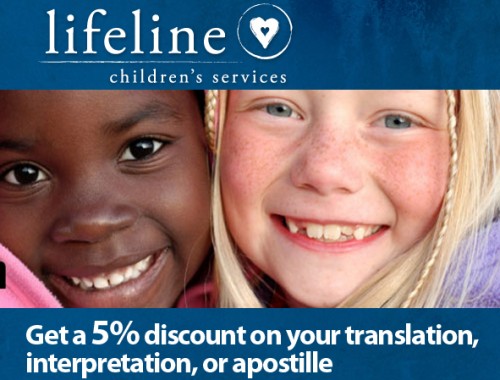 lifeline
children's services
Get a 5% discount on your translation,
interpretation, or apostille